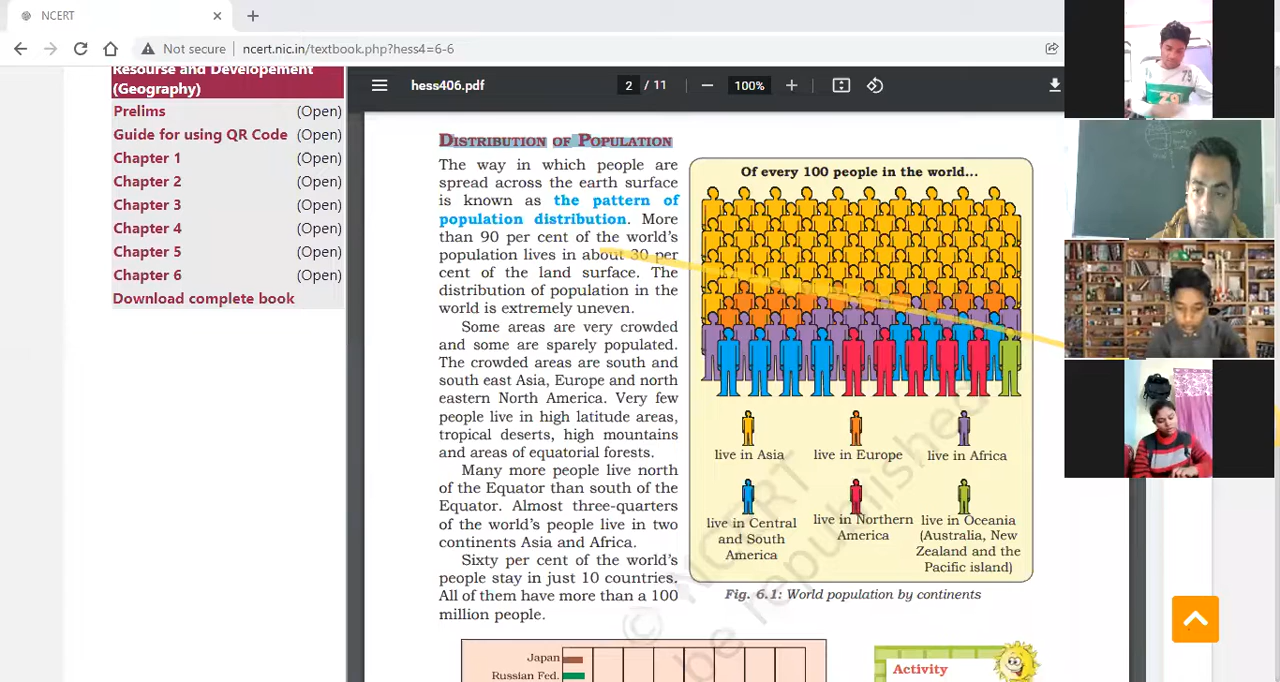 NCERT
Not secure
ncert.nic.in/textbook.php?hess4=6-6
Resourse and Developement
(Geography)
Prelims (Open)
Guide for using QR Code (Open)
Chapter 1 (Open)
Chapter 2 (Open)
Chapter 3 (Open)
Chapter 4 (Open)
Chapter 5 (Open)
Chapter 6 (Open)
Download complete book
hess406.pdf
2 / 11
100%
DISTRIBUTION OF POPULATION
The way in which people are
spread across the earth surface
is known as the pattern of
population distribution. More
than 90 per cent of the world's
population lives in about 30 per
cent of the land surface. The
distribution of population in the
world is extremely uneven.
Some areas are very crowded
and some are sparely populated.
The crowded areas are south and
south east Asia, Europe and north
eastern North America. Very few
people live in high latitude areas,
tropical deserts, high mountains
and areas of equatorial forests.
Many more people live north
of the Equator than south of the
Equator. Almost three-quarters
of the world's people live in two
continents Asia and Africa.
Sixty per cent of the world's
people stay in just 10 countries.
All of them have more than a 100
million people.
Of every 100 people in the world...
live in Asia
live in Europe
live in Africa
live in Central
and South
America
live in Northern
America
live in Oceania
(Australia, New
Zealand and the
Pacific island)
Fig. 6.1: World population by continents
© NCERT
be republished
Japan
Russian Fed.
Activity